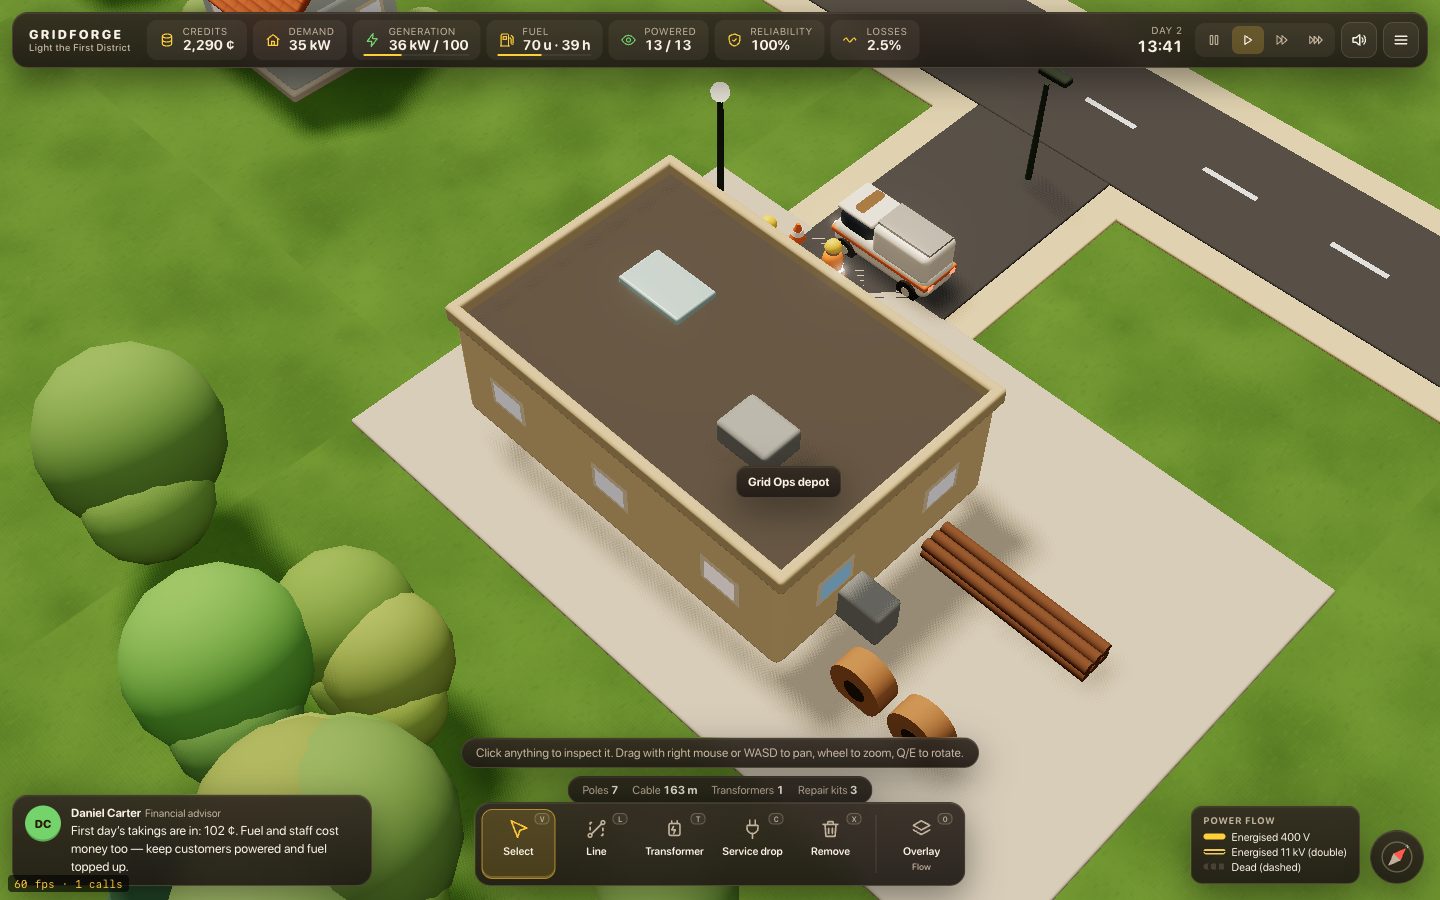 GRIDFORGE
Light the First District
CREDITS
2,290 ¢
DEMAND
35 kW
GENERATION
36 kW / 100
FUEL
70 u · 39 h
POWERED
13 / 13
RELIABILITY
100%
LOSSES
2.5%
DAY 2
13:41
Grid Ops depot
Click anything to inspect it. Drag with right mouse or WASD to pan, wheel to zoom, Q/E to rotate.
Poles 7 Cable 163 m Transformers 1 Repair kits 3
V
Select
L
Line
T
Transformer
C
Service drop
X
Remove
O
Overlay
Flow
DC
Daniel Carter Financial advisor
First day's takings are in: 102 ¢. Fuel and staff cost
money too — keep customers powered and fuel
topped up.
60 fps · 1 calls
POWER FLOW
Energised 400 V
Energised 11 kV (double)
Dead (dashed)